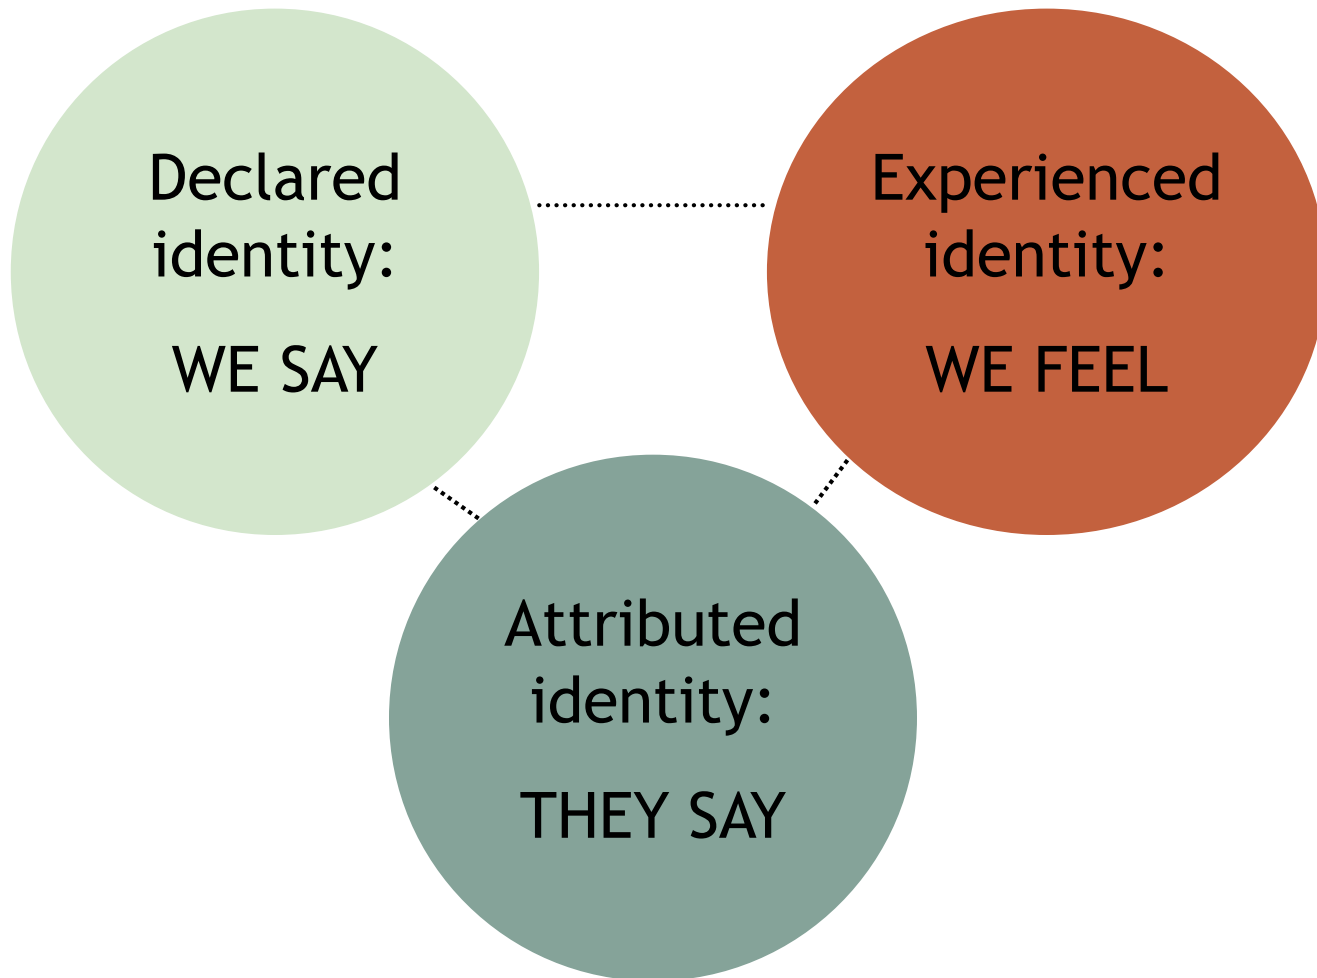 Declared
identity:
WE SAY
Experienced
identity:
WE FEEL
Attributed
identity:
THEY SAY